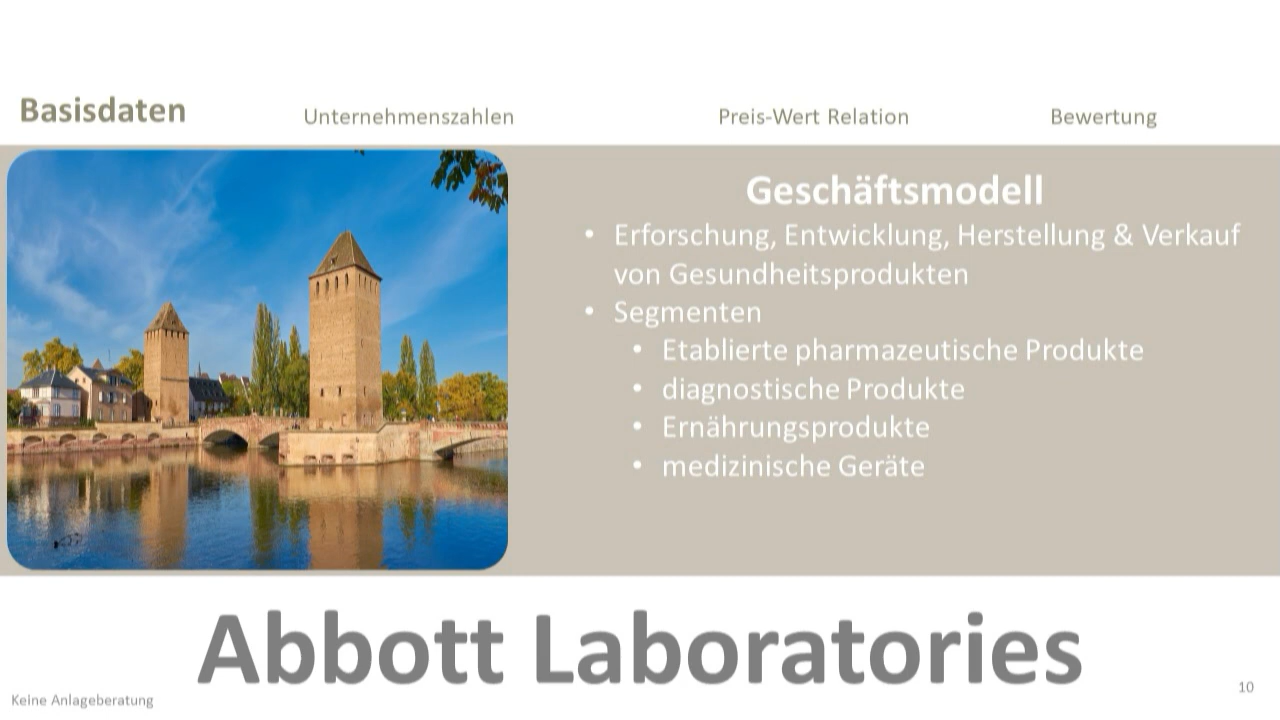 Basisdaten
Unternehmenszahlen
Preis-Wert Relation
Bewertung
Geschäftsmodell
• Erforschung, Entwicklung, Herstellung & Verkauf
von Gesundheitsprodukten
• Segmenten
• Etablierte pharmazeutische Produkte
• diagnostische Produkte
• Ernährungsprodukte
• medizinische Geräte
Abbott Laboratories
Keine Anlageberatung
10